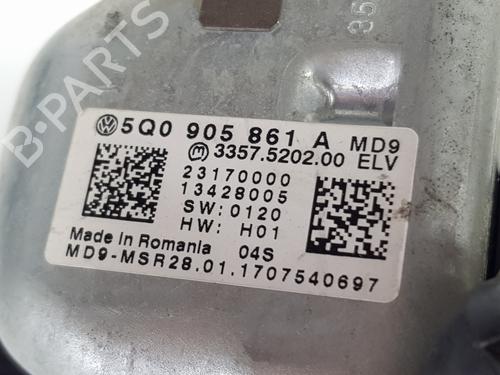 5Q0 905 861 A MD9
3357.5202.00 ELV
23170000
13428005
SW:0120
HW: H01
Made in Romania 04S
MD9-MSR28.01.1707540697